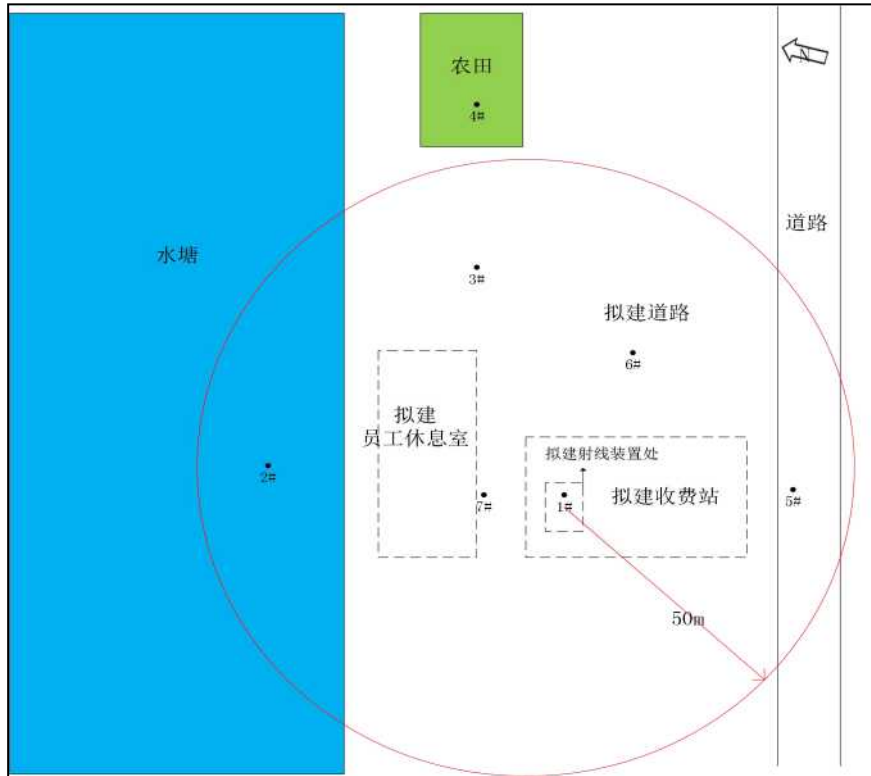 N
农田
4#
道路
水塘
3#
拟建道路
6#
拟建
员工休息室
拟建射线装置处
2#
7#
1#
拟建收费站
5#
50m